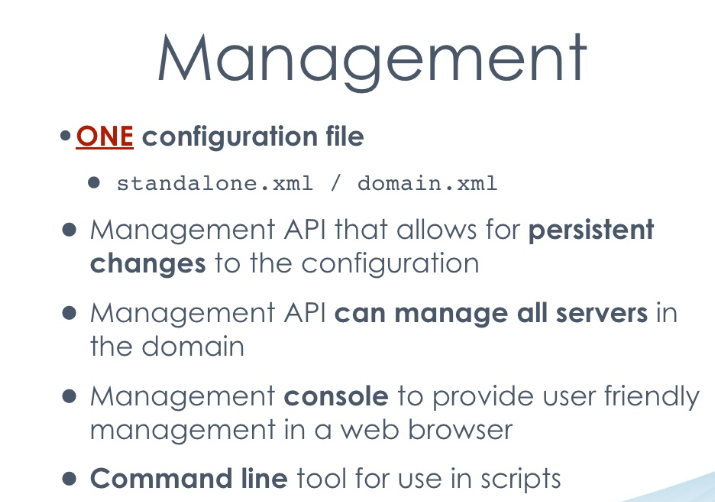 Management
• ONE configuration file
• standalone.xml / domain.xml
• Management API that allows for persistent
changes to the configuration
• Management API can manage all servers in
the domain
• Management console to provide user friendly
management in a web browser
• Command line tool for use in scripts